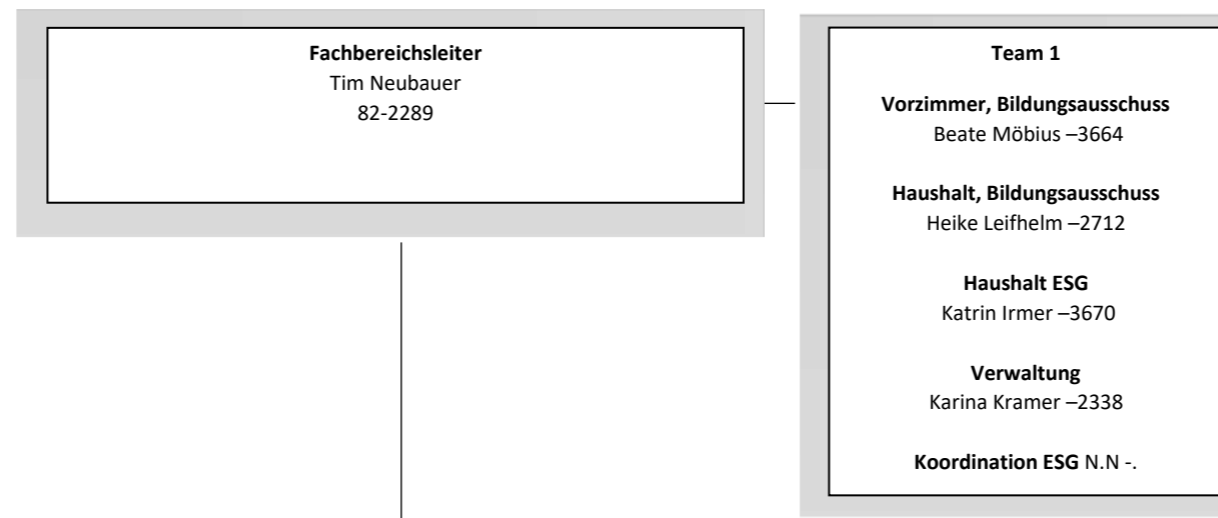 Fachbereichsleiter
Tim Neubauer
82-2289
Team 1
Vorzimmer, Bildungsausschuss
Beate Möbius –3664
Haushalt, Bildungsausschuss
Heike Leifhelm –2712
Haushalt ESG
Katrin Irmer –3670
Verwaltung
Karina Kramer –2338
Koordination ESG N.N -.